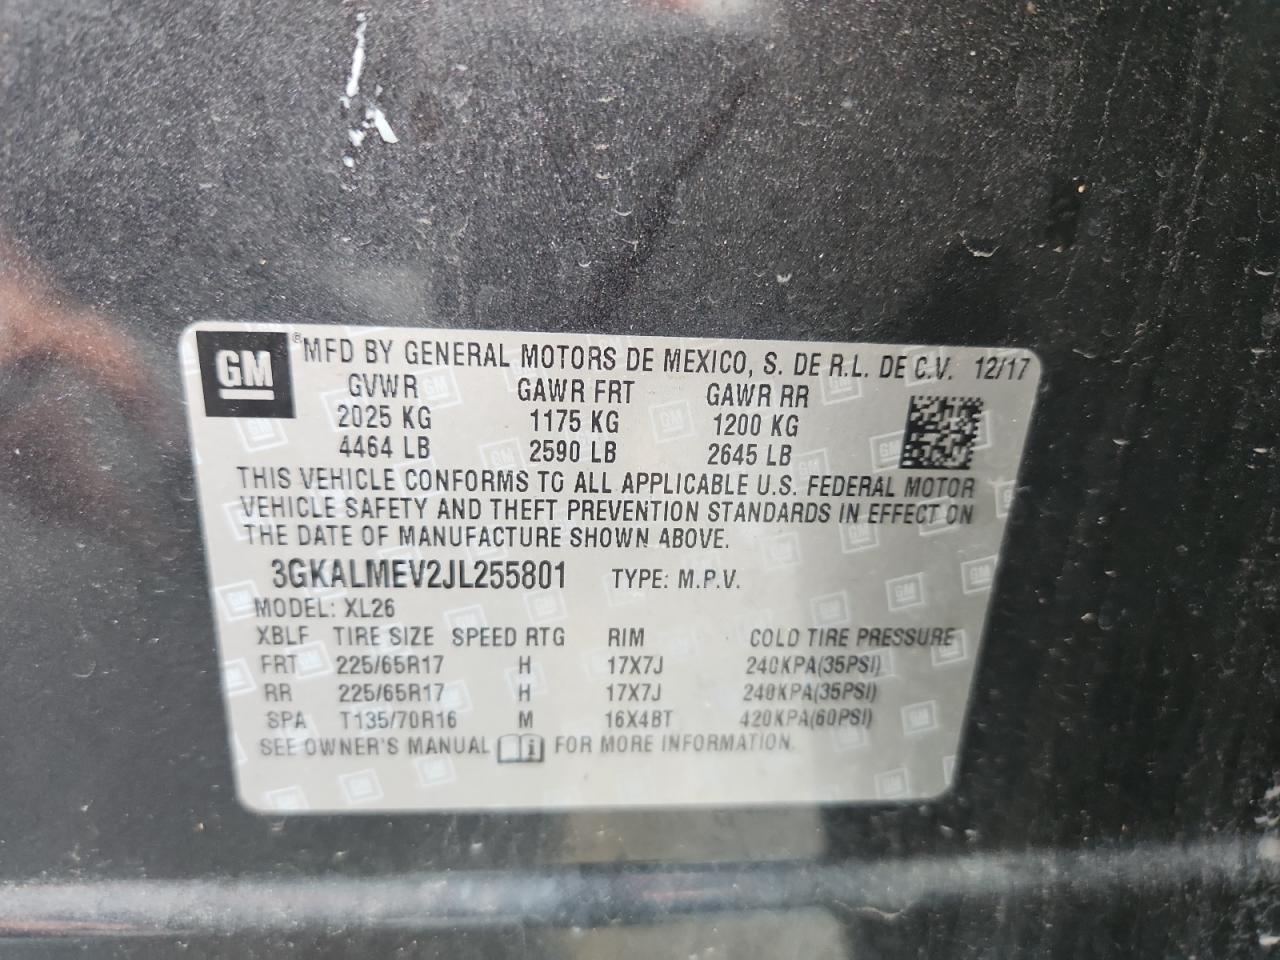 GM ® MFD BY GENERAL MOTORS DE MEXICO, S. DE R.L. DE C.V. 12/17
GVWR GAWR FRT GAWR RR
2025 KG 1175 KG 1200 KG
4464 LB 2590 LB 2645 LB
THIS VEHICLE CONFORMS TO ALL APPLICABLE U.S. FEDERAL MOTOR
VEHICLE SAFETY AND THEFT PREVENTION STANDARDS IN EFFECT ON
THE DATE OF MANUFACTURE SHOWN ABOVE.
3GKALMEV2JL255801 TYPE: M.P.V.
MODEL: XL26
XBLF TIRE SIZE SPEED RTG RIM COLD TIRE PRESSURE
FRT 225/65R17 H 17X7J 240KPA(35PSI)
RR 225/65R17 H 17X7J 240KPA(35PSI)
SPA T135/70R16 M 16X4BT 420KPA(60PSI)
SEE OWNER'S MANUAL i FOR MORE INFORMATION.